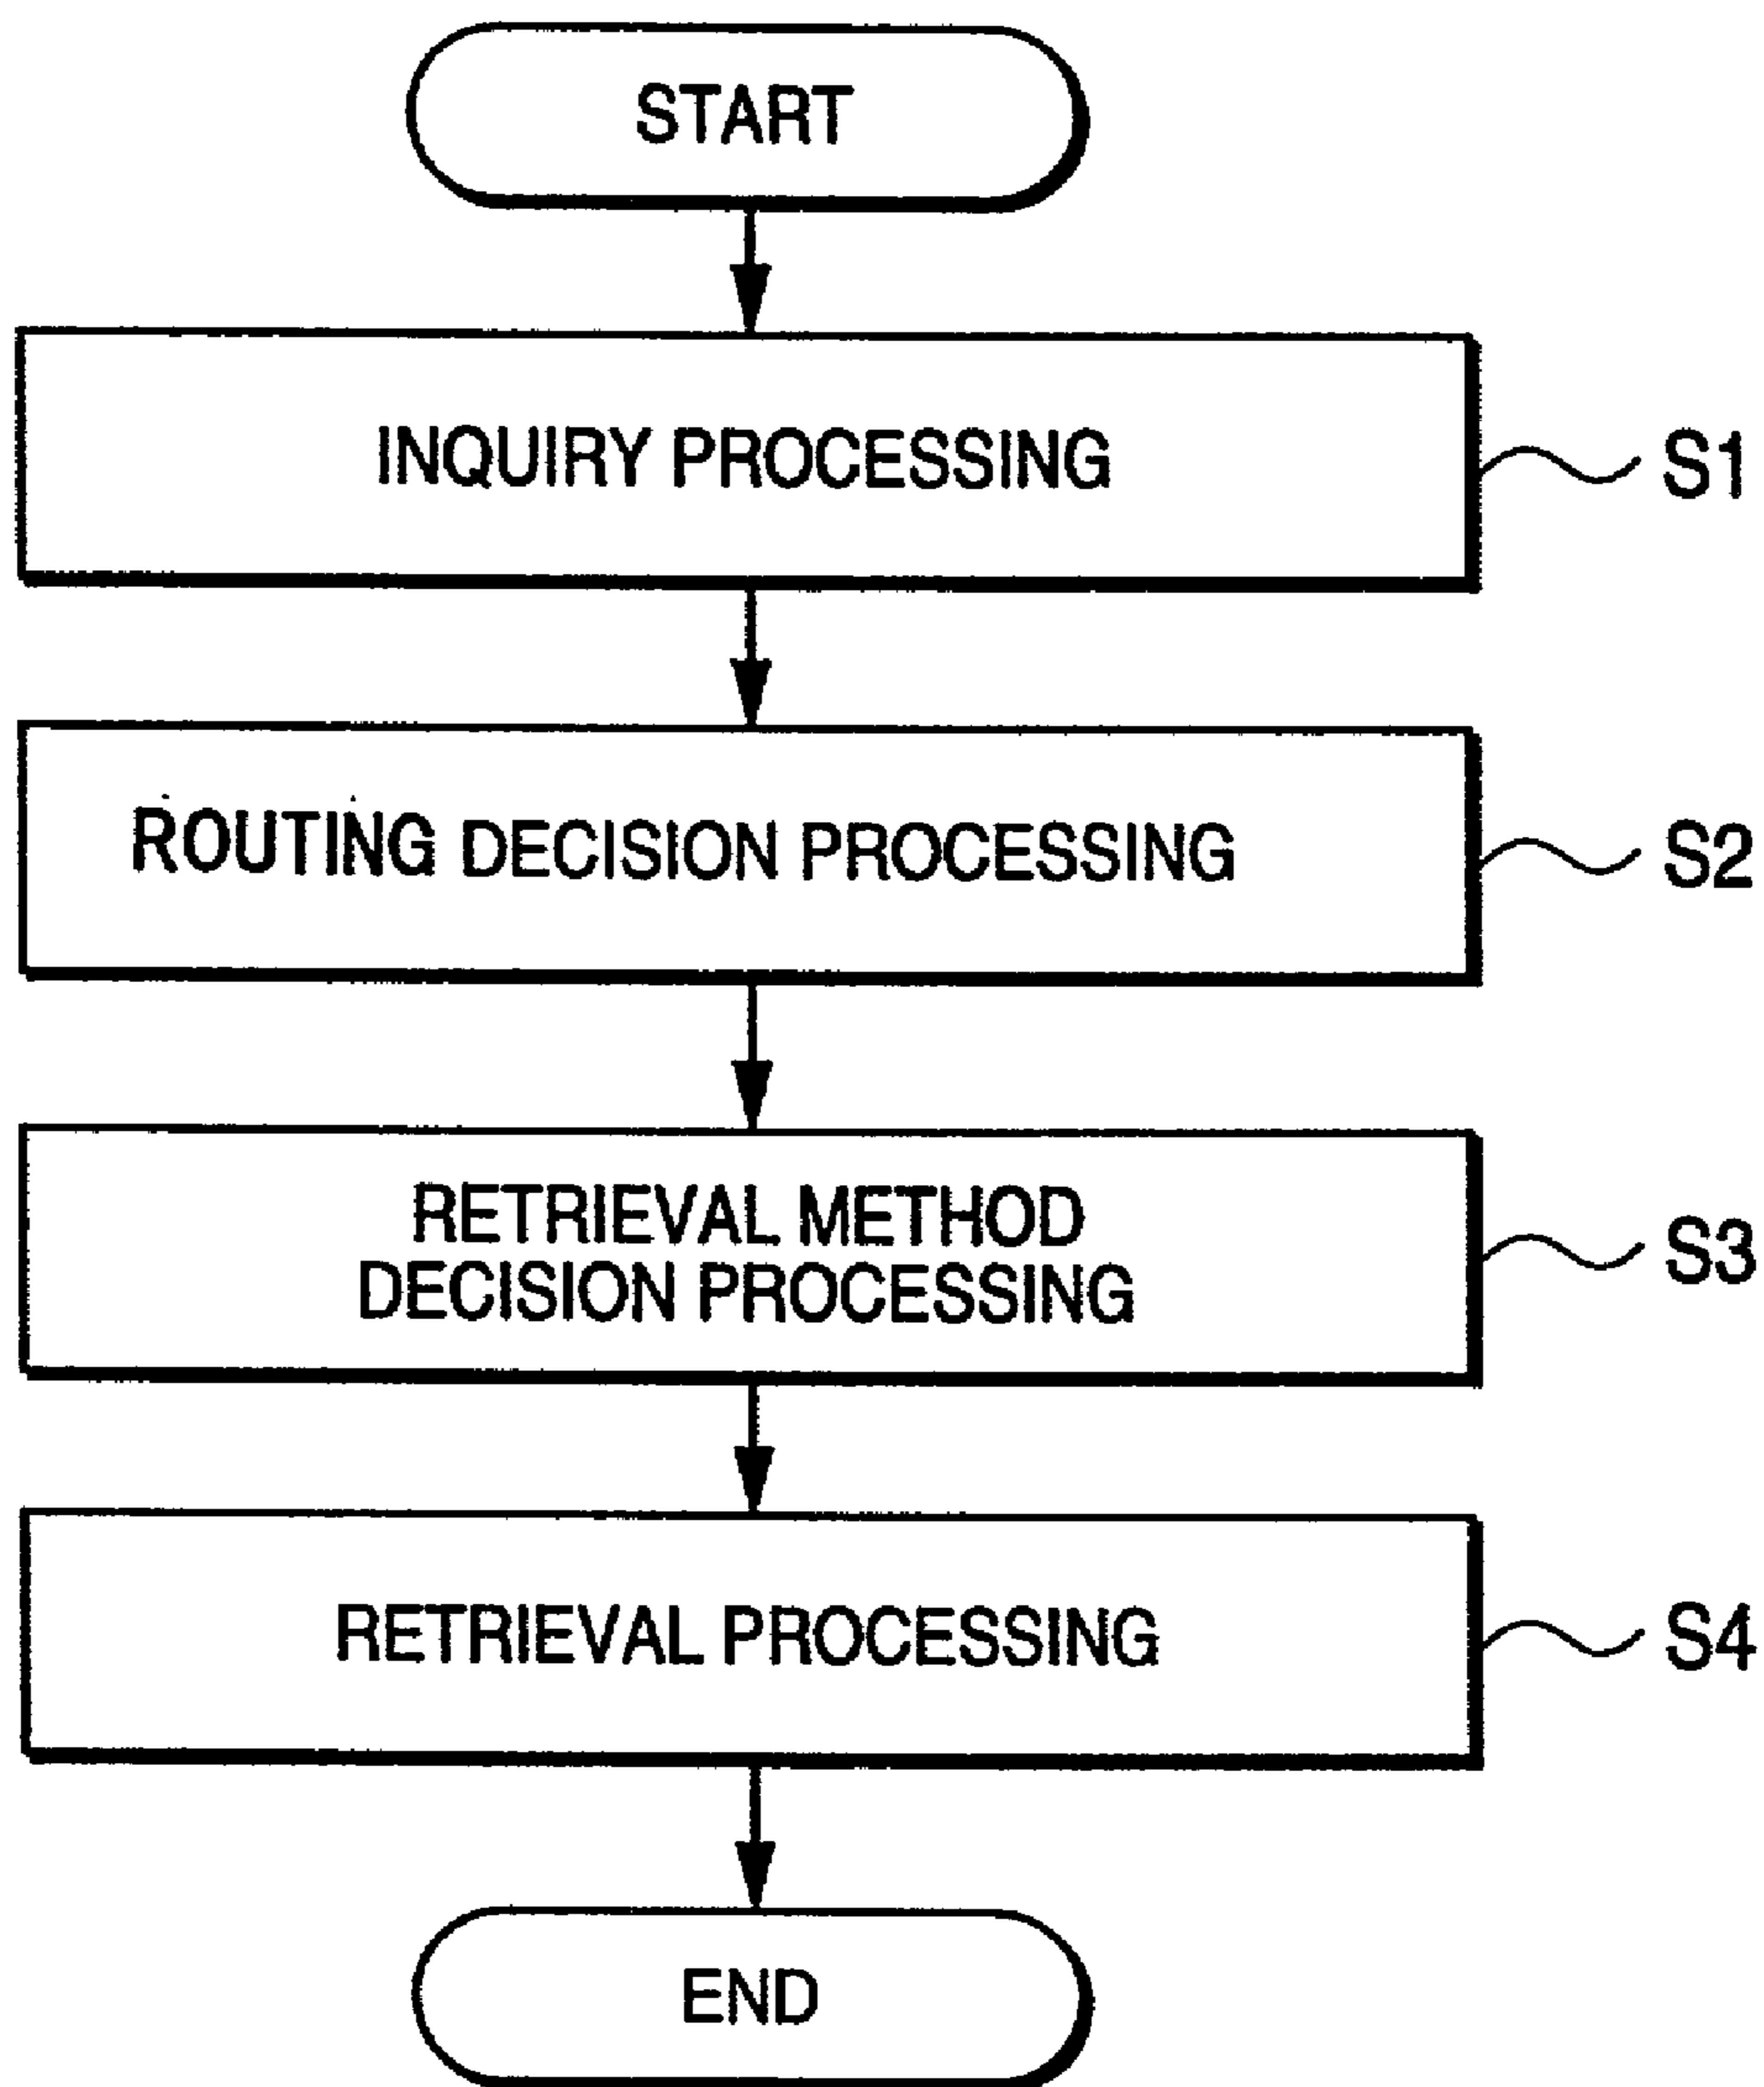 START
INQUIRY PROCESSING
S1
ROUTING DECISION PROCESSING
S2
RETRIEVAL METHOD
DECISION PROCESSING
S3
RETRIEVAL PROCESSING
S4
END